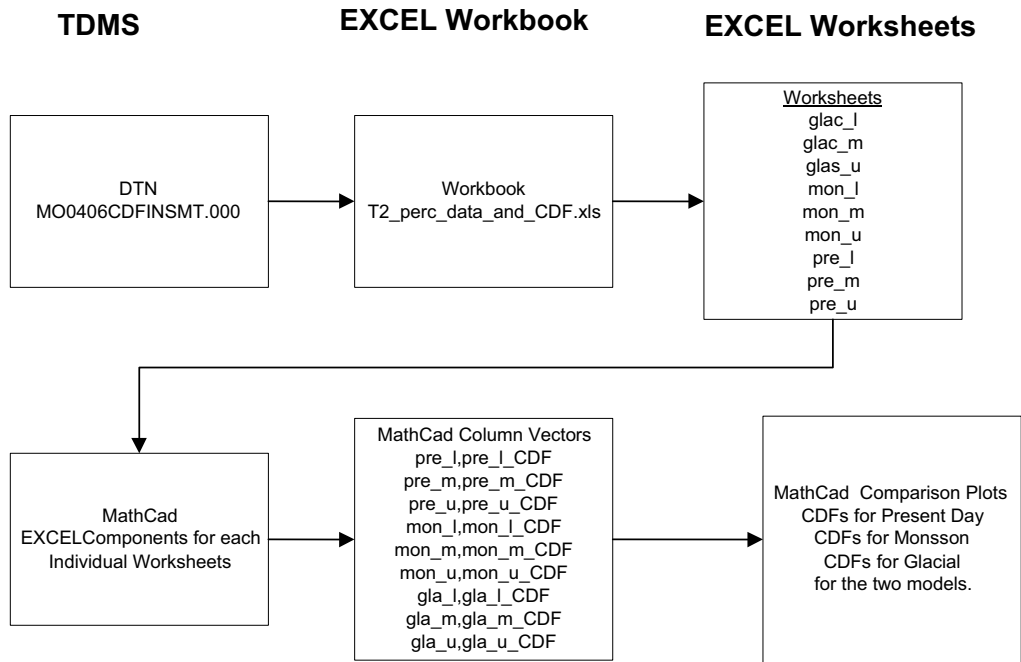 TDMS
EXCEL Workbook
EXCEL Worksheets
DTN
MO0406CDFINSMT.000
Workbook
T2_perc_data_and_CDF.xls
Worksheets
glac_l
glac_m
glas_u
mon_l
mon_m
mon_u
pre_l
pre_m
pre_u
MathCad
EXCELComponents for each
Individual Worksheets
MathCad Column Vectors
pre_l,pre_l_CDF
pre_m,pre_m_CDF
pre_u,pre_u_CDF
mon_l,mon_l_CDF
mon_m,mon_m_CDF
mon_u,mon_u_CDF
gla_l,gla_l_CDF
gla_m,gla_m_CDF
gla_u,gla_u_CDF
MathCad Comparison Plots
CDFs for Present Day
CDFs for Monsson
CDFs for Glacial
for the two models.